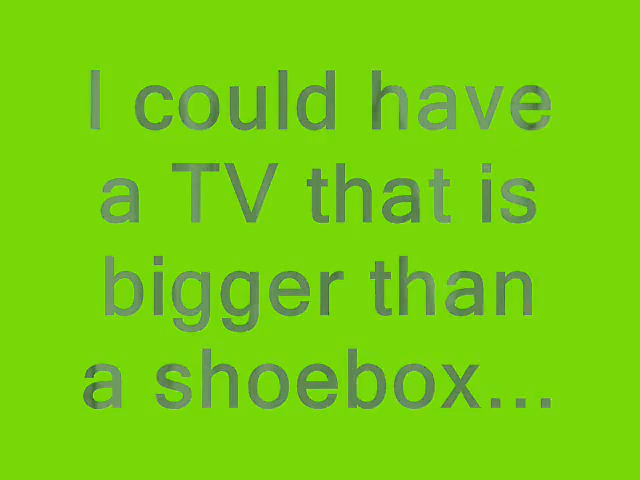 I could have
a TV that is
bigger than
a shoebox...